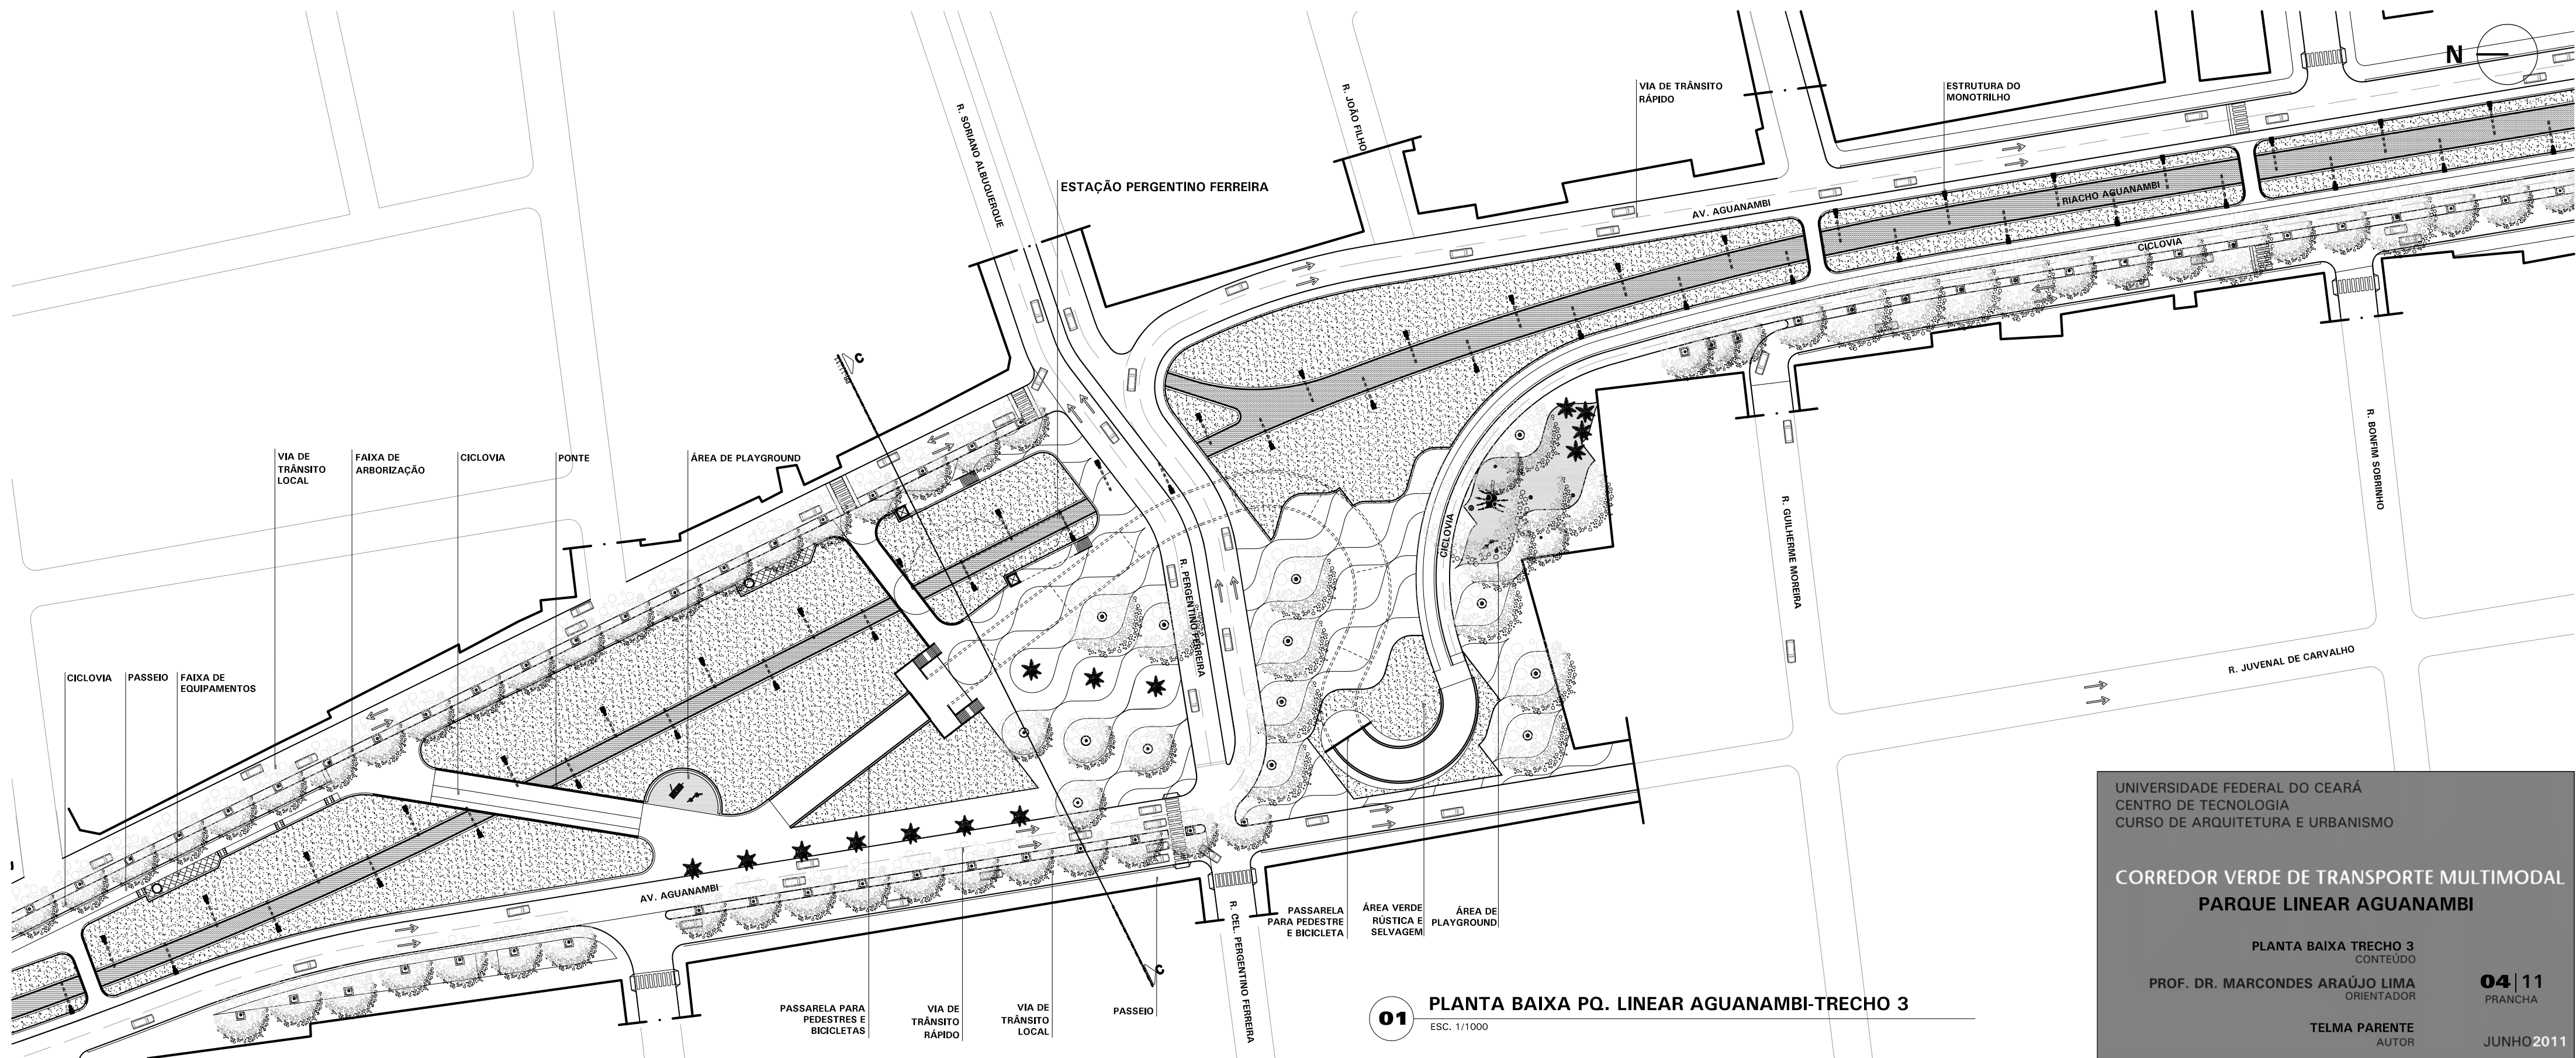 N
VIA DE TRÂNSITO
RÁPIDO
ESTRUTURA DO
MONOTRILHO
R. SORIANO ALBUQUERQUE
R. JOÃO FILHO
ESTAÇÃO PERGENTINO FERREIRA
AV. AGUANAMBI
RIACHO AGUANAMBI
CICLOVIA
C
VIA DE
TRÂNSITO
LOCAL
FAIXA DE
ARBORIZAÇÃO
CICLOVIA
PONTE
ÁREA DE PLAYGROUND
CICLOVIA
R. PERGENTINO FERREIRA
R. GUILHERME MOREIRA
R. BONFIM SOBRINHO
R. JUVENAL DE CARVALHO
CICLOVIA
PASSEIO
FAIXA DE
EQUIPAMENTOS
AV. AGUANAMBI
PASSARELA
PARA PEDESTRE
E BICICLETA
ÁREA VERDE
RÚSTICA E
SELVAGEM
ÁREA DE
PLAYGROUND
R. CEL. PERGENTINO FERREIRA
C
PASSARELA PARA
PEDESTRES E
BICICLETAS
VIA DE
TRÂNSITO
RÁPIDO
VIA DE
TRÂNSITO
LOCAL
PASSEIO
01
PLANTA BAIXA PQ. LINEAR AGUANAMBI-TRECHO 3
ESC. 1/1000
UNIVERSIDADE FEDERAL DO CEARÁ
CENTRO DE TECNOLOGIA
CURSO DE ARQUITETURA E URBANISMO
CORREDOR VERDE DE TRANSPORTE MULTIMODAL
PARQUE LINEAR AGUANAMBI
PLANTA BAIXA TRECHO 3
CONTEÚDO
PROF. DR. MARCONDES ARAÚJO LIMA
ORIENTADOR
04|11
PRANCHA
TELMA PARENTE
AUTOR
JUNHO2011